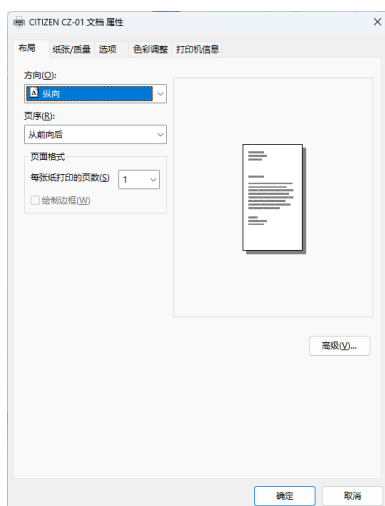 CITIZEN CZ-01 文档 属性
布局 纸张/质量 选项 色彩调整 打印机信息
方向(O):
A 纵向
页序(R):
从前向后
页面格式
每张纸打印的页数(S) 1
绘制边框(W)
高级(V)...
确定 取消